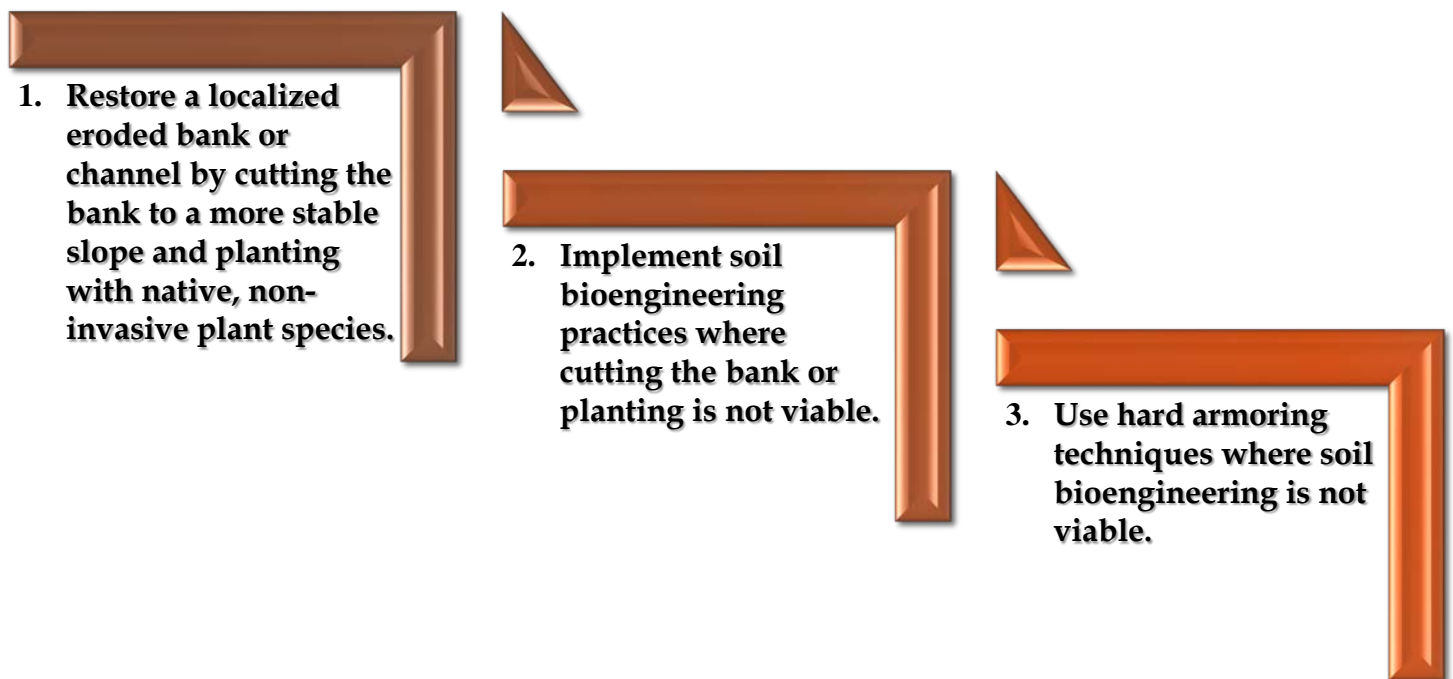 1. Restore a localized
eroded bank or
channel by cutting the
bank to a more stable
slope and planting
with native, non-
invasive plant species.
2. Implement soil
bioengineering
practices where
cutting the bank or
planting is not viable.
3. Use hard armoring
techniques where soil
bioengineering is not
viable.